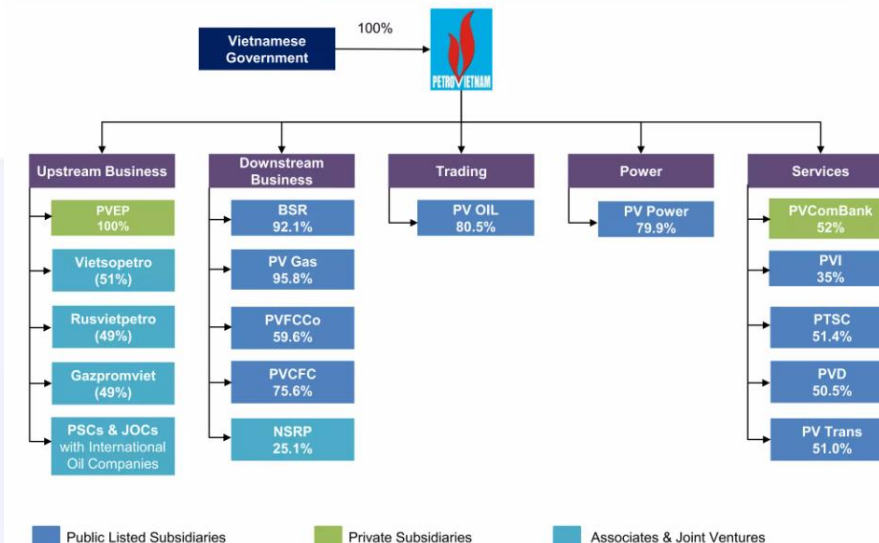 Vietnamese
Government
100%
PETROVIETNAM
Upstream Business
Downstream
Business
Trading
Power
Services
PVEP
100%
Vietsopetro
(51%)
Rusvietpetro
(49%)
Gazpromviet
(49%)
PSCs & JOCs
with International
Oil Companies
BSR
92.1%
PV Gas
95.8%
PVFCCo
59.6%
PVCFC
75.6%
NSRP
25.1%
PV OIL
80.5%
PV Power
79.9%
PVComBank
52%
PVI
35%
PTSC
51.4%
PVD
50.5%
PV Trans
51.0%
Public Listed Subsidiaries
Private Subsidiaries
Associates & Joint Ventures